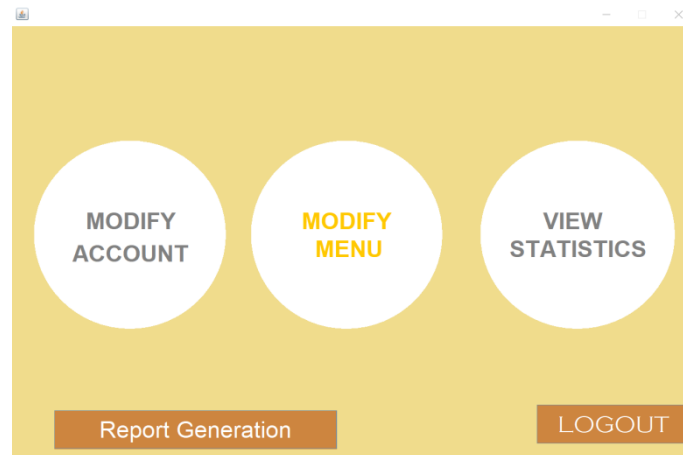 MODIFY
ACCOUNT
MODIFY
MENU
VIEW
STATISTICS
Report Generation
LOGOUT